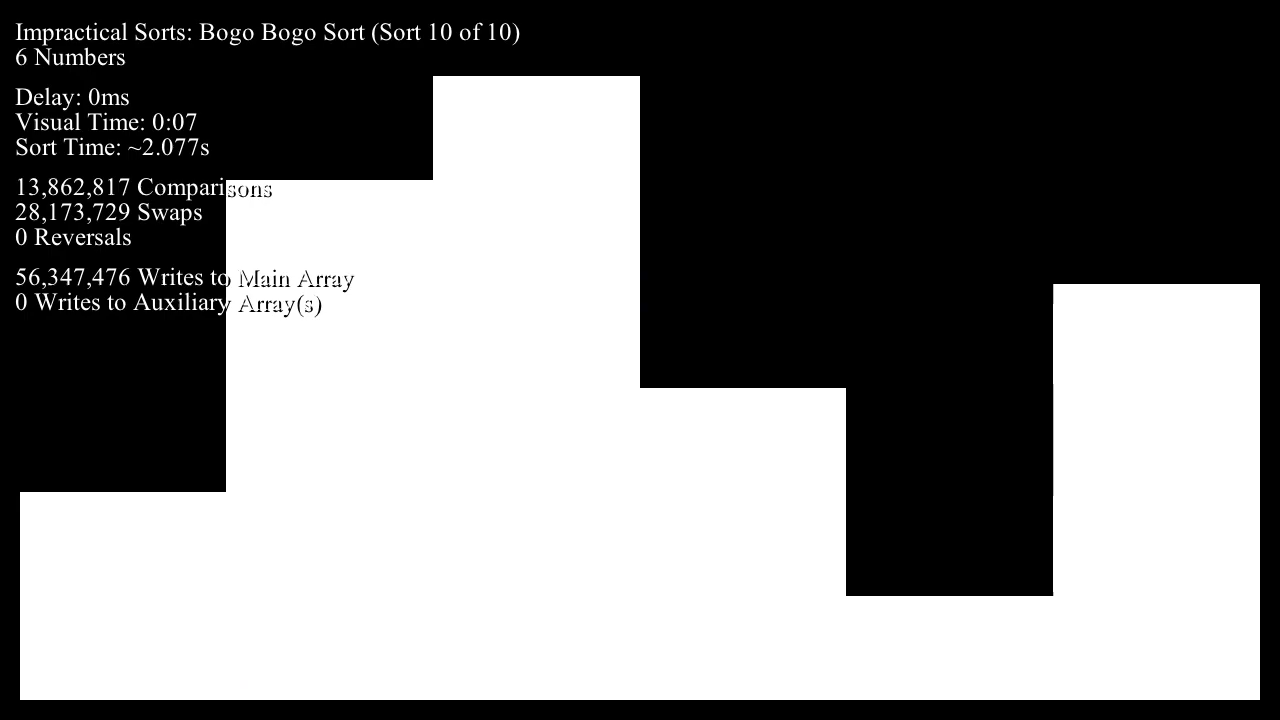 Impractical Sorts: Bogo Bogo Sort (Sort 10 of 10)
6 Numbers
Delay: 0ms
Visual Time: 0:07
Sort Time: ~2.077s
13,862,817 Comparisons
28,173,729 Swaps
0 Reversals
56,347,476 Writes to Main Array
0 Writes to Auxiliary Array(s)